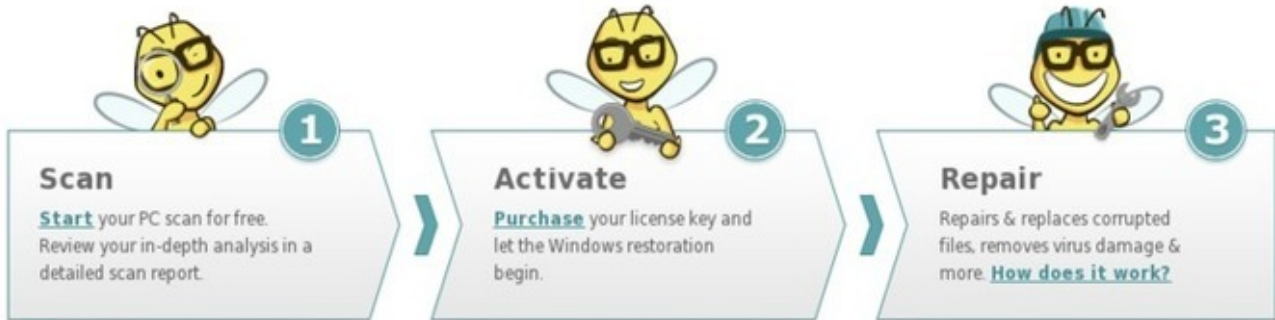 1
Scan
Start your PC scan for free.
Review your in-depth analysis in a
detailed scan report.
2
Activate
Purchase your license key and
let the Windows restoration
begin.
3
Repair
Repairs & replaces corrupted
files, removes virus damage &
more. How does it work?